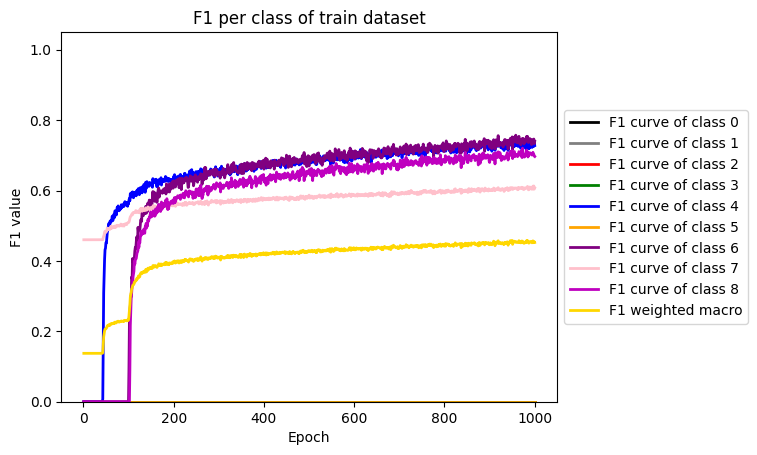 F1 per class of train dataset
F1 value
1.0
0.8
0.6
0.4
0.2
0.0
0
200
400
600
800
1000
Epoch
F1 curve of class 0
F1 curve of class 1
F1 curve of class 2
F1 curve of class 3
F1 curve of class 4
F1 curve of class 5
F1 curve of class 6
F1 curve of class 7
F1 curve of class 8
F1 weighted macro